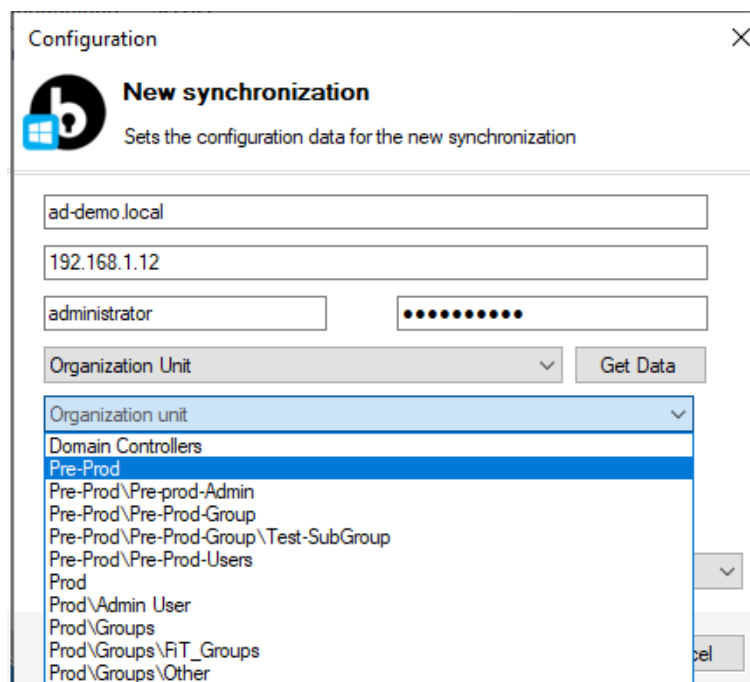 Configuration
New synchronization
Sets the configuration data for the new synchronization
ad-demo.local
192.168.1.12
administrator ●●●●●●●●●●
Organization Unit Get Data
Organization unit
Domain Controllers
Pre-Prod
Pre-Prod\Pre-prod-Admin
Pre-Prod\Pre-Prod-Group
Pre-Prod\Pre-Prod-Group\Test-SubGroup
Pre-Prod\Pre-Prod-Users
Prod
Prod\Admin User
Prod\Groups
Prod\Groups\FiT_Groups
Prod\Groups\Other